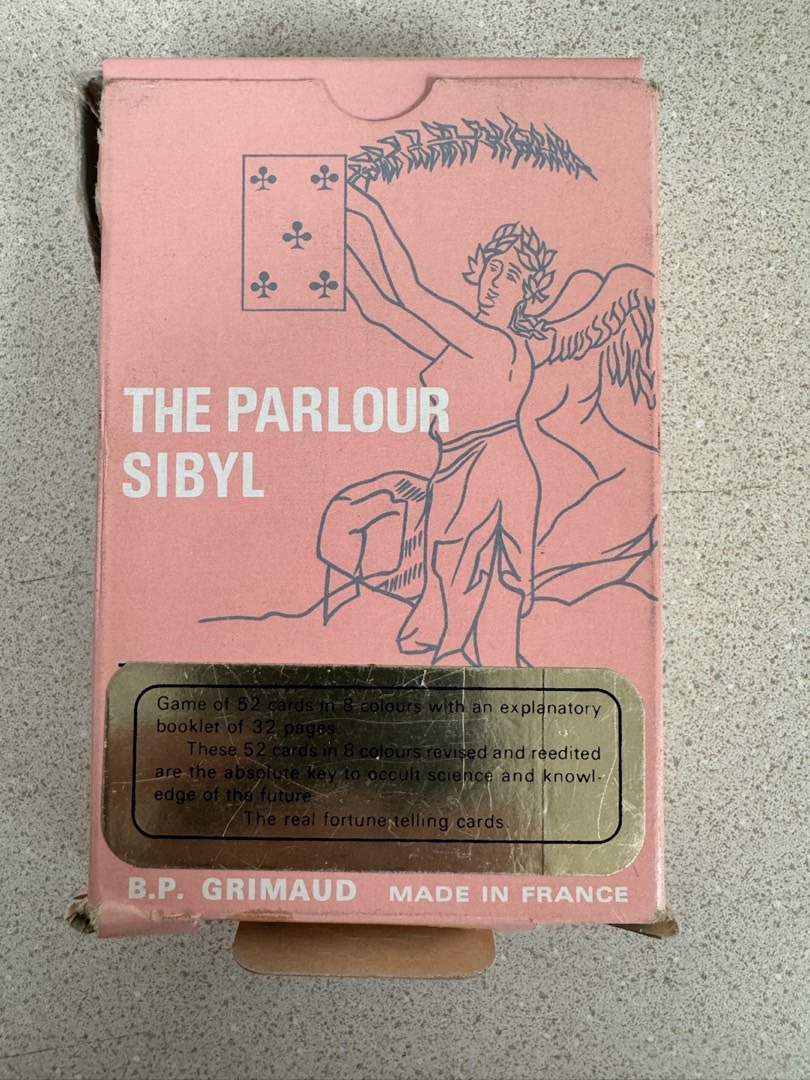 THE PARLOUR
SIBYL
Game of 52 cards in 8 colours with an explanatory
booklet of 32 pages
These 52 cards in 8 colours revised and reedited
are the absolute key to occult science and knowl-
edge of the future
The real fortune telling cards.
B.P. GRIMAUD MADE IN FRANCE